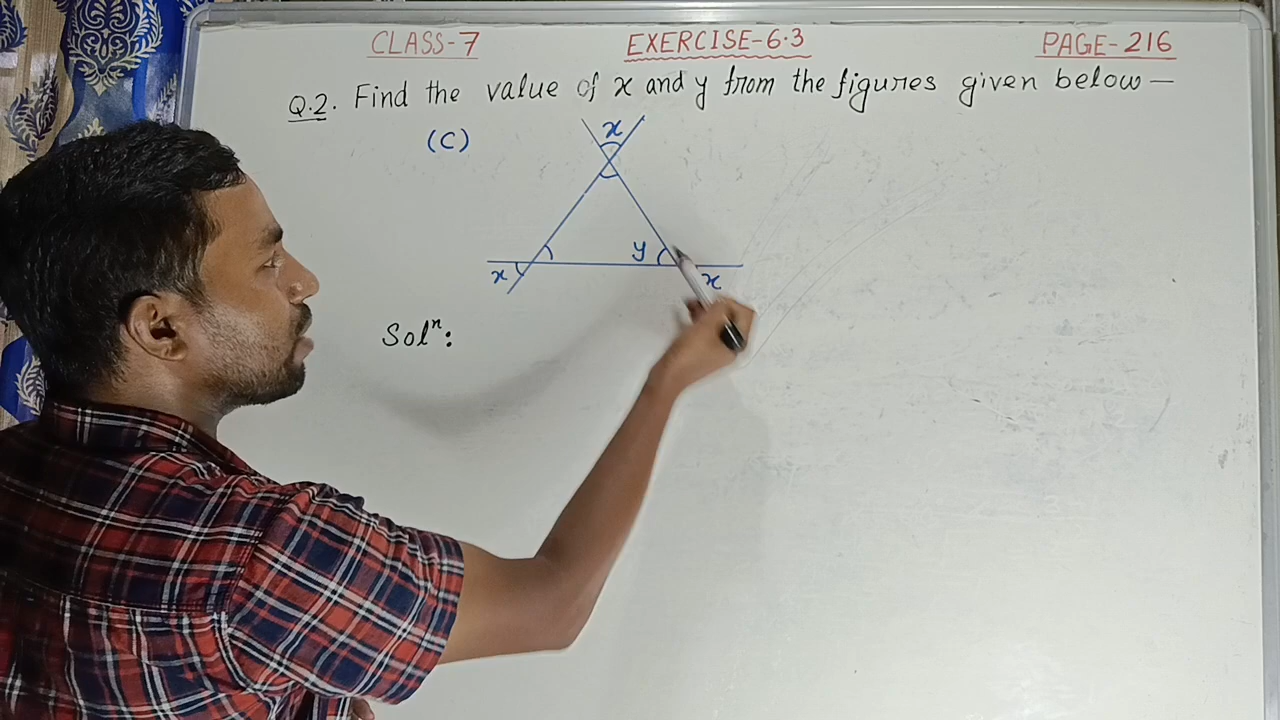 CLASS-7 EXERCISE-6.3 PAGE-216
Q.2. Find the value of x and y from the figures given below—
(C)
x
y
x
x
Solⁿ: